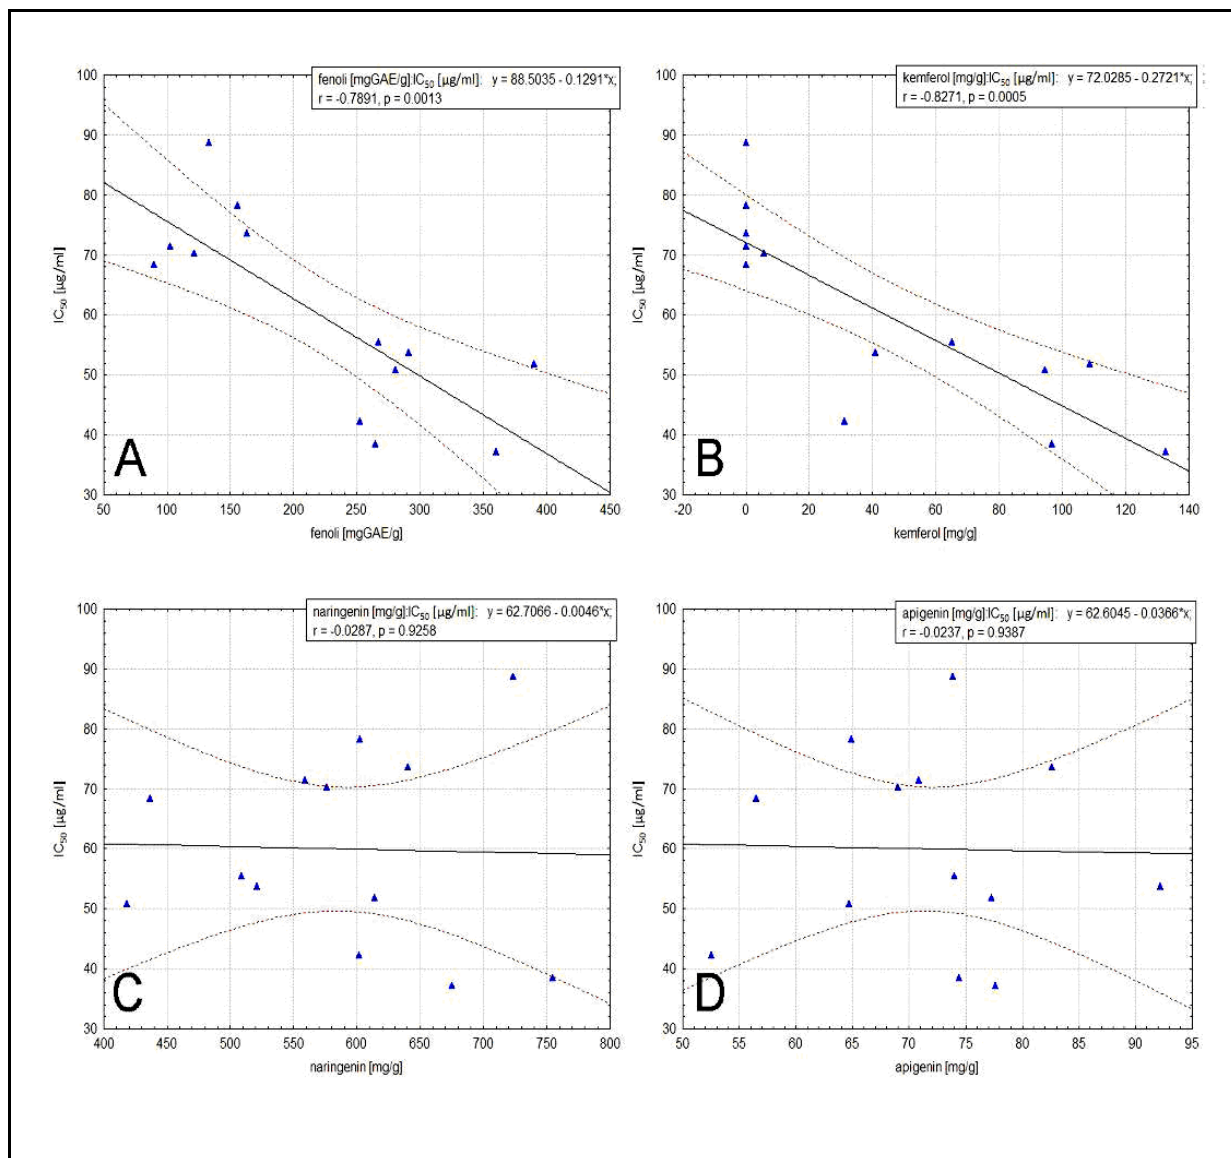 fenoli [mgGAE/g]:IC50 [µg/ml]: y = 88.5035 - 0.1291*x;
r = -0.7891, p = 0.0013
100
90
80
70
60
50
40
30
IC50 [µg/ml]
A
50 100 150 200 250 300 350 400 450
fenoli [mgGAE/g]
kemferol [mg/g]:IC50 [µg/ml]: y = 72.0285 - 0.2721*x;
r = -0.8271, p = 0.0005
100
90
80
70
60
50
40
30
IC50 [µg/ml]
B
-20 0 20 40 60 80 100 120 140
kemferol [mg/g]
naringenin [mg/g]:IC50 [µg/ml]: y = 62.7066 - 0.0046*x;
r = -0.0287, p = 0.9258
100
90
80
70
60
50
40
30
IC50 [µg/ml]
C
400 450 500 550 600 650 700 750 800
naringenin [mg/g]
apigenin [mg/g]:IC50 [µg/ml]: y = 62.6045 - 0.0366*x;
r = -0.0237, p = 0.9387
100
90
80
70
60
50
40
30
IC50 [µg/ml]
D
50 55 60 65 70 75 80 85 90 95
apigenin [mg/g]